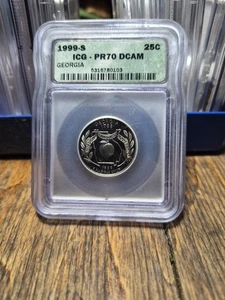 1999-S 25C
ICG - PR70 DCAM
GEORGIA